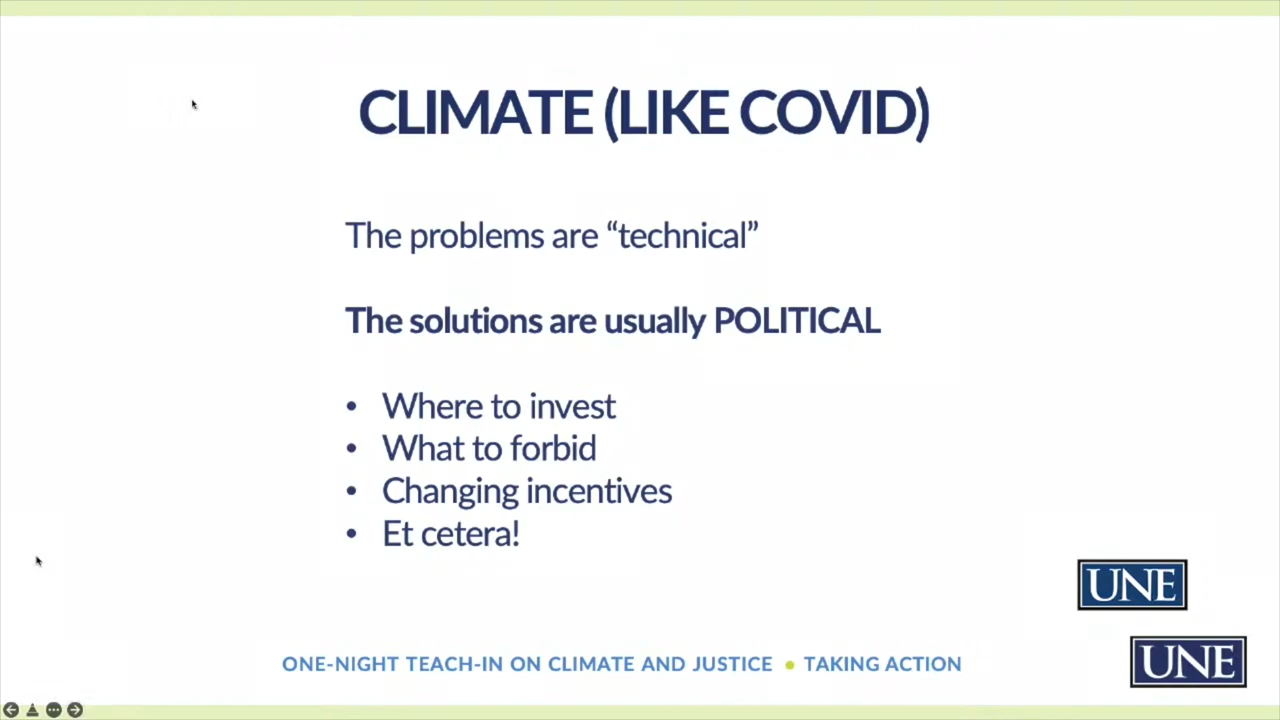 CLIMATE (LIKE COVID)
The problems are “technical”
The solutions are usually POLITICAL
• Where to invest
• What to forbid
• Changing incentives
• Et cetera!
UNE
ONE-NIGHT TEACH-IN ON CLIMATE AND JUSTICE • TAKING ACTION
UNE